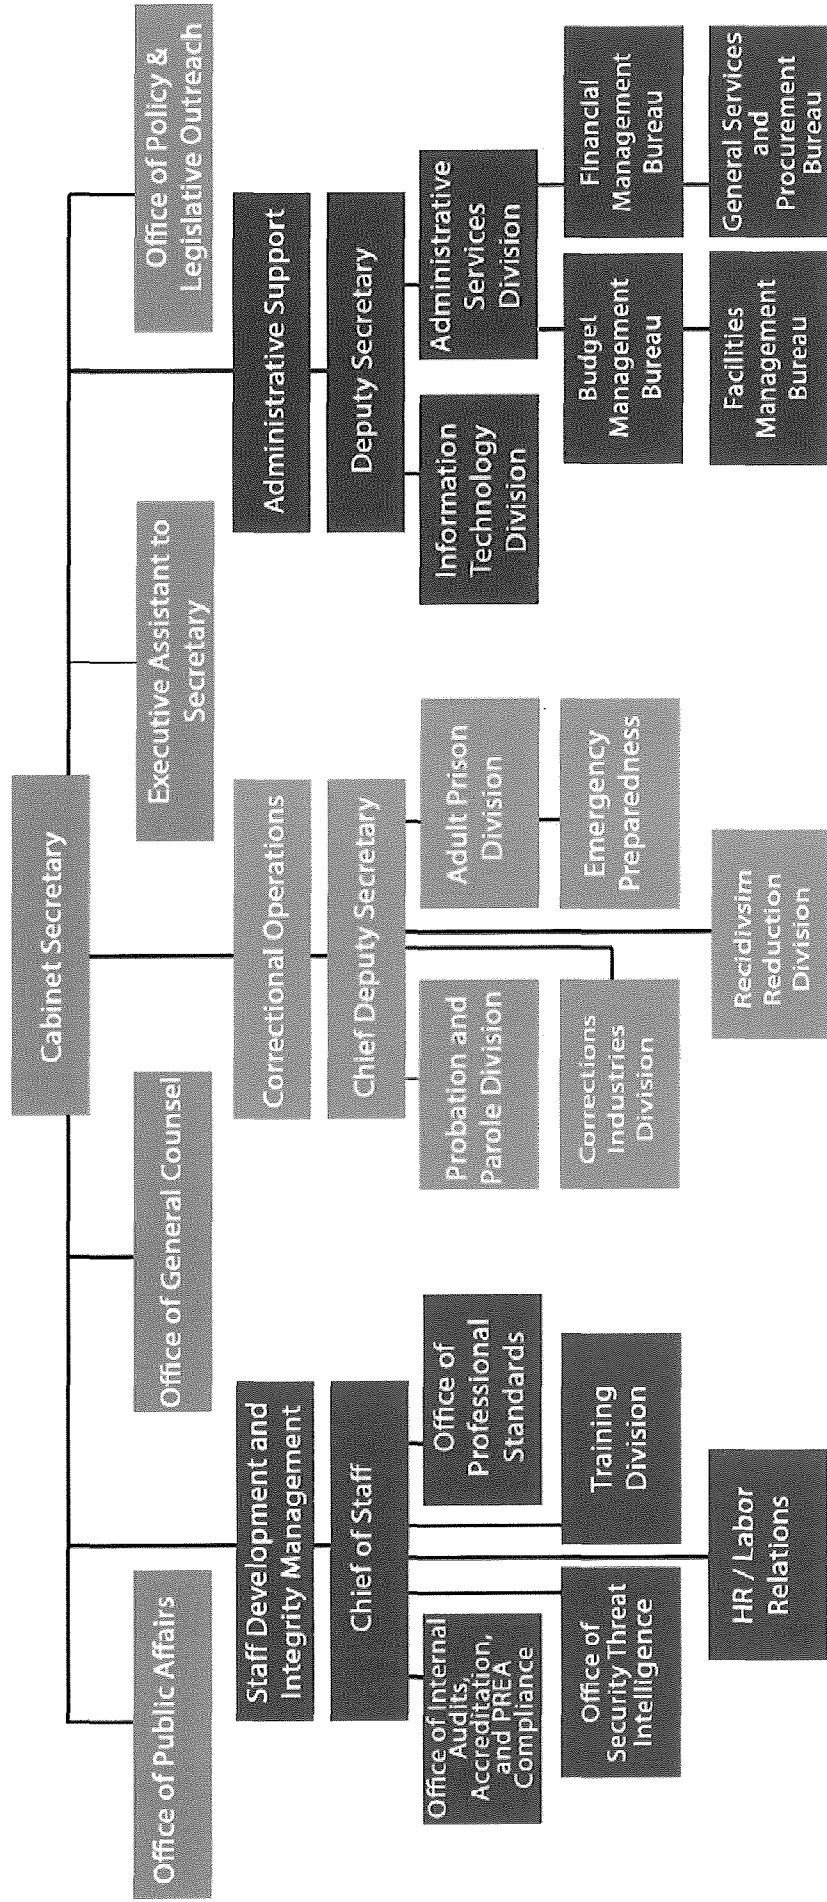 Cabinet Secretary
Office of Public Affairs
Office of General Counsel
Executive Assistant to
Secretary
Office of Policy &
Legislative Outreach
Staff Development and
Integrity Management
Chief of Staff
Office of Internal
Audits,
Accreditation,
and PREA
Compliance
Office of
Professional
Standards
Office of
Security Threat
Intelligence
Training
Division
HR / Labor
Relations
Correctional Operations
Chief Deputy Secretary
Probation and
Parole Division
Adult Prison
Division
Corrections
Industries
Division
Emergency
Preparedness
Recidivsim
Reduction
Division
Administrative Support
Deputy Secretary
Information
Technology
Division
Administrative
Services
Division
Budget
Management
Bureau
Financial
Management
Bureau
Facilities
Management
Bureau
General Services
and
Procurement
Bureau